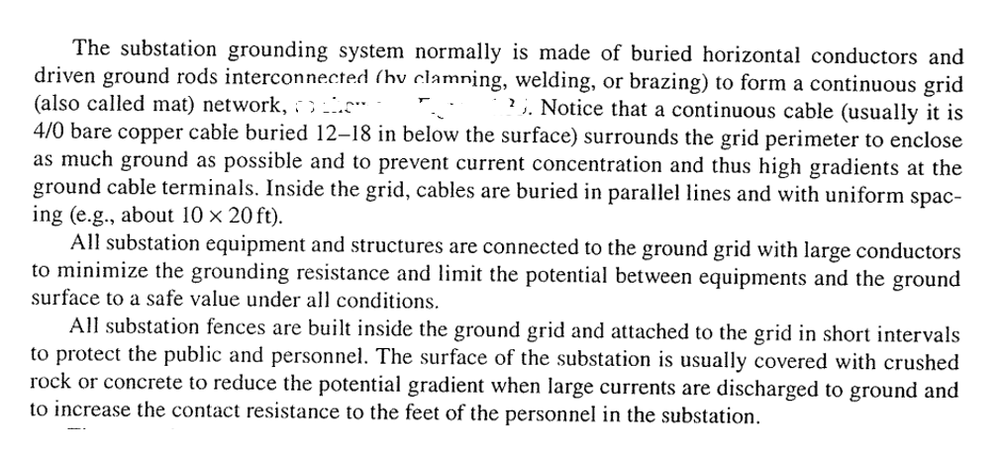 The substation grounding system normally is made of buried horizontal conductors and
driven ground rods interconnected (by clamping, welding, or brazing) to form a continuous grid
(also called mat) network, . Notice that a continuous cable (usually it is
4/0 bare copper cable buried 12–18 in below the surface) surrounds the grid perimeter to enclose
as much ground as possible and to prevent current concentration and thus high gradients at the
ground cable terminals. Inside the grid, cables are buried in parallel lines and with uniform spac-
ing (e.g., about 10 × 20 ft).
All substation equipment and structures are connected to the ground grid with large conductors
to minimize the grounding resistance and limit the potential between equipments and the ground
surface to a safe value under all conditions.
All substation fences are built inside the ground grid and attached to the grid in short intervals
to protect the public and personnel. The surface of the substation is usually covered with crushed
rock or concrete to reduce the potential gradient when large currents are discharged to ground and
to increase the contact resistance to the feet of the personnel in the substation.